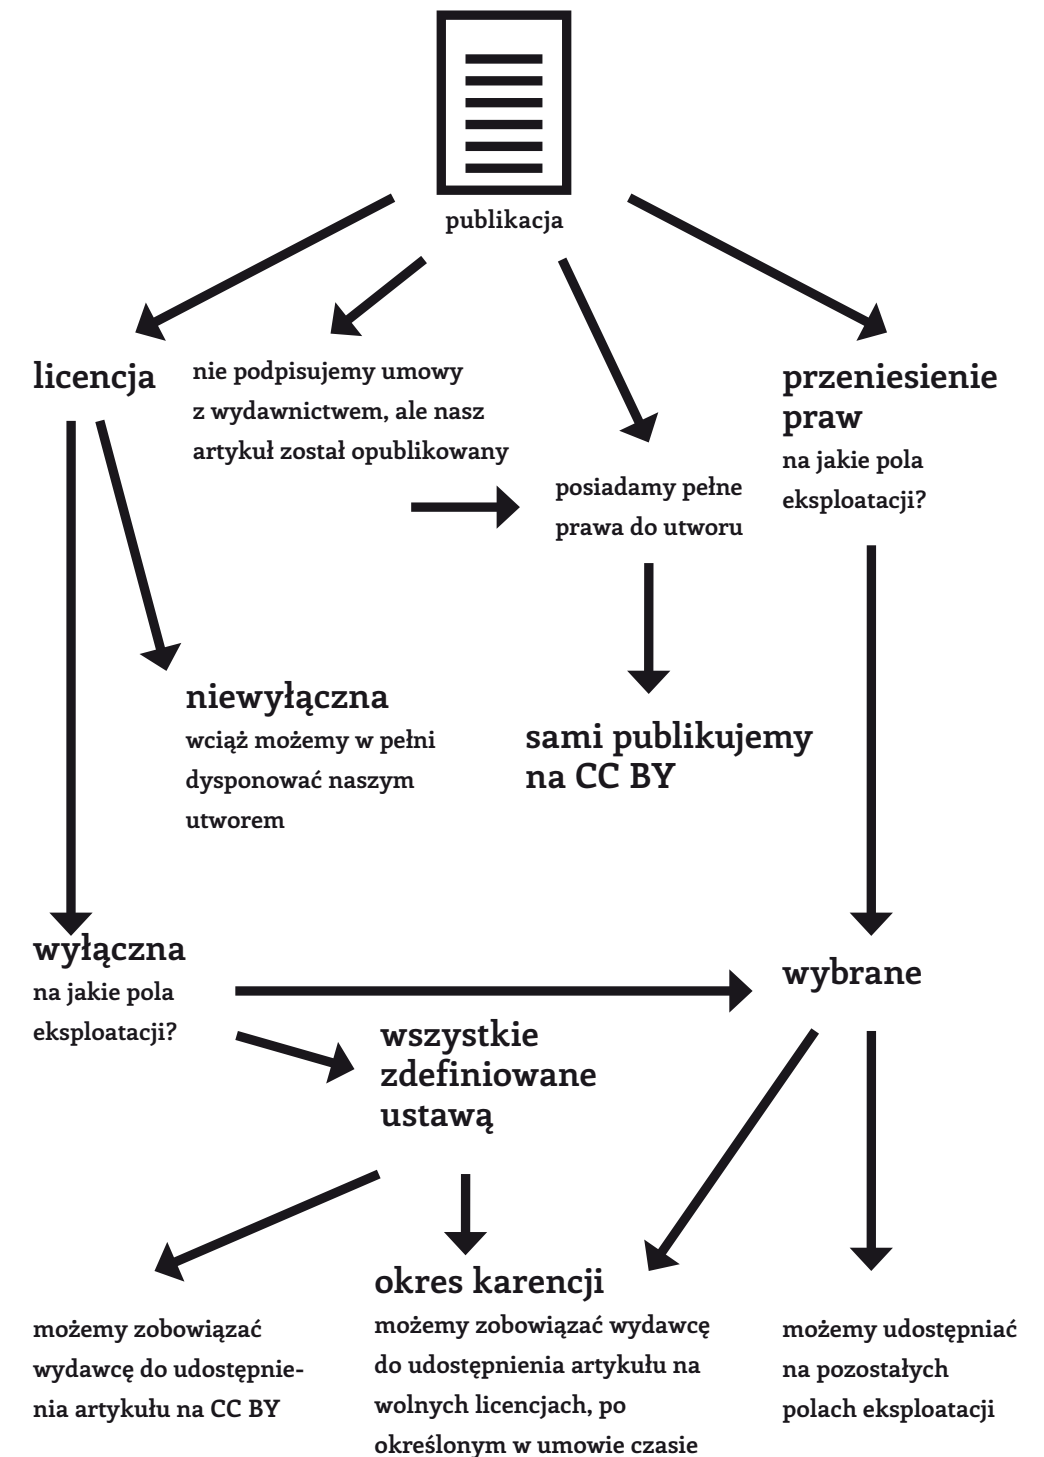 publikacja
licencja
nie podpisujemy umowy
z wydawnictwem, ale nasz
artykuł został opublikowany
przeniesienie
praw
na jakie pola
eksploatacji?
posiadamy pełne
prawa do utworu
niewyłączna
wciąż możemy w pełni
dysponować naszym
utworem
sami publikujemy
na CC BY
wyłączna
na jakie pola
eksploatacji?
wybrane
wszystkie
zdefiniowane
ustawą
możemy zobowiązać
wydawcę do udostępnie-
nia artykułu na CC BY
okres karencji
możemy zobowiązać wydawcę
do udostępnienia artykułu na
wolnych licencjach, po
określonym w umowie czasie
możemy udostępniać
na pozostałych
polach eksploatacji